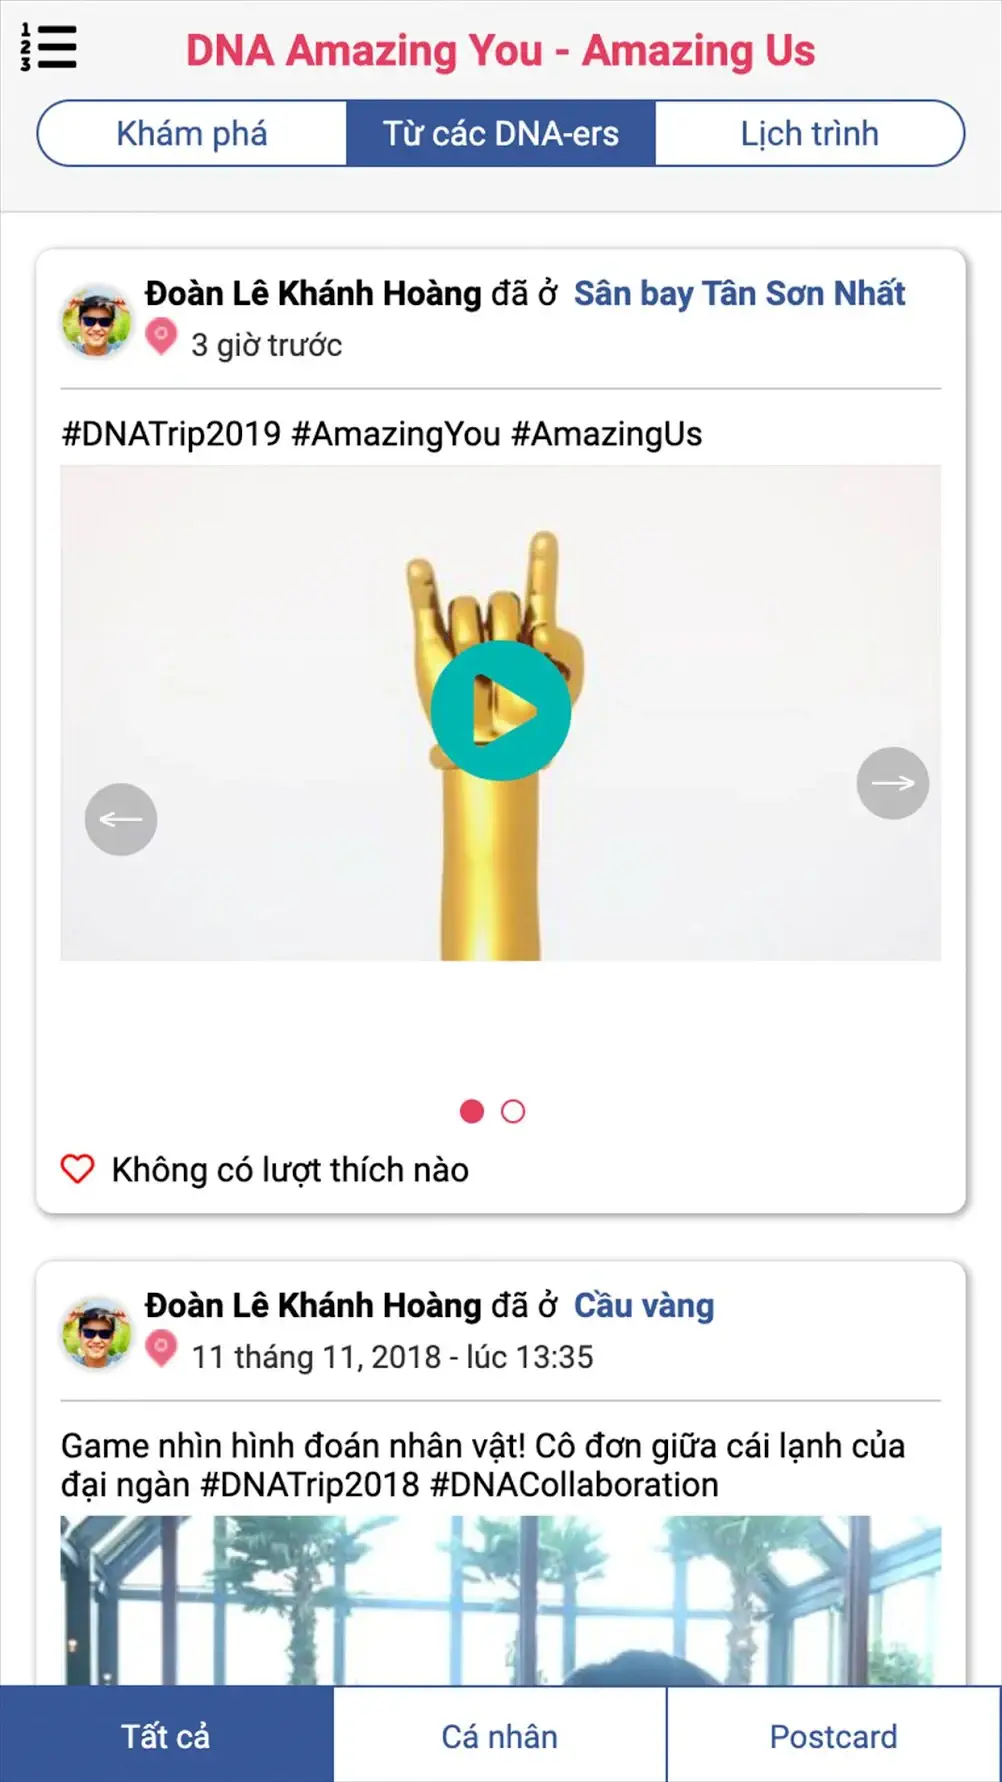 1
2
3
DNA Amazing You - Amazing Us
Khám phá
Từ các DNA-ers
Lịch trình
Đoàn Lê Khánh Hoàng đã ở Sân bay Tân Sơn Nhất
3 giờ trước
#DNATrip2019 #AmazingYou #AmazingUs
Không có lượt thích nào
Đoàn Lê Khánh Hoàng đã ở Cầu vàng
11 tháng 11, 2018 - lúc 13:35
Game nhìn hình đoán nhân vật! Cô đơn giữa cái lạnh của
đại ngàn #DNATrip2018 #DNACollaboration
Tất cả
Cá nhân
Postcard